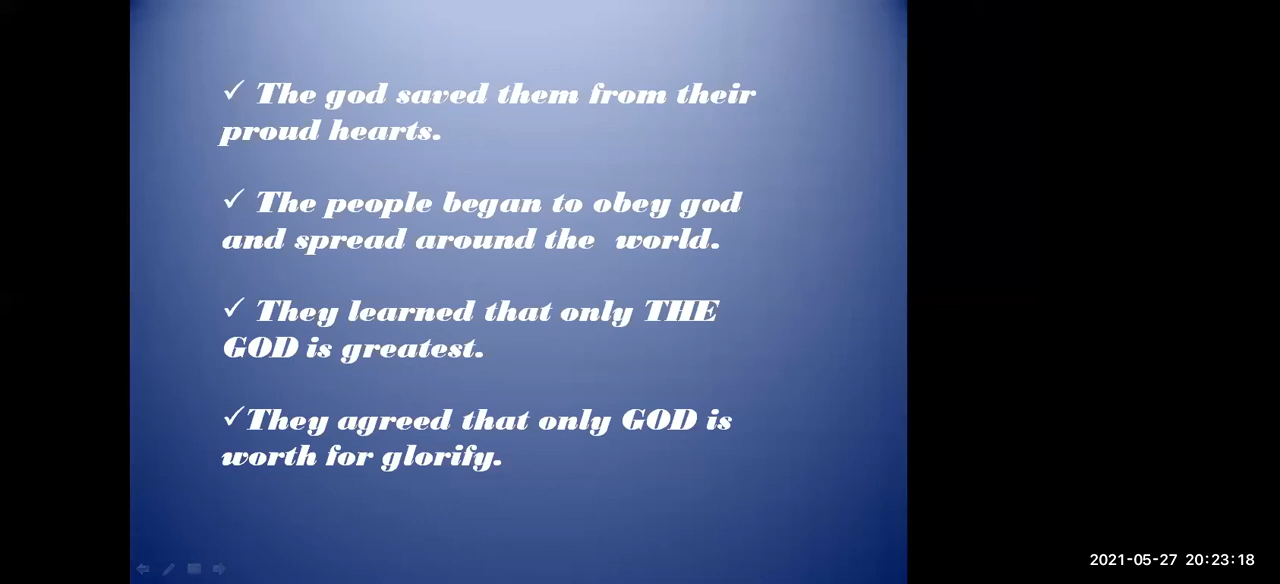 ✓ The god saved them from their
proud hearts.
✓ The people began to obey god
and spread around the world.
✓ They learned that only THE
GOD is greatest.
✓They agreed that only GOD is
worth for glorify.
2021-05-27 20:23:18